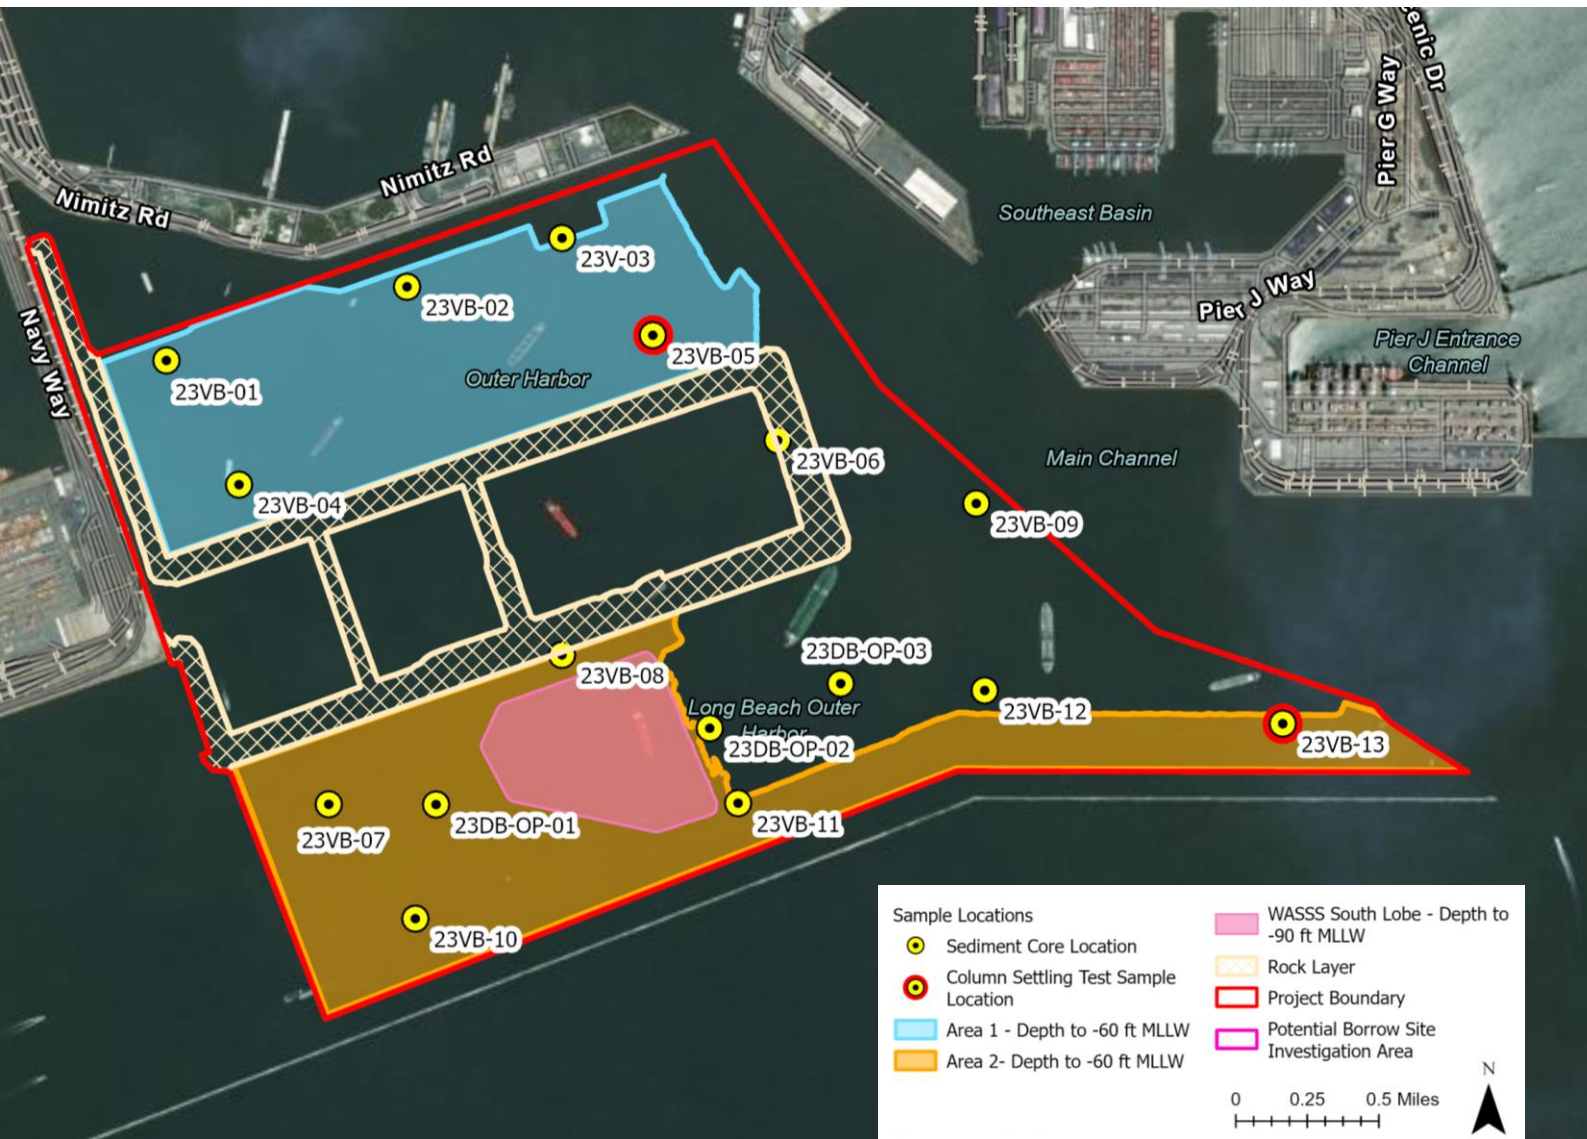 enic Dr
Pier G Way
Nimitz Rd
Nimitz Rd
Southeast Basin
23V-03
Pier J Way
23VB-02
Navy Way
23VB-05
Pier J Entrance
Channel
23VB-01
Outer Harbor
23VB-06
Main Channel
23VB-04
23VB-09
23DB-OP-03
23VB-08
Long Beach Outer
Harbor
23VB-12
23DB-OP-02
23VB-13
23VB-07
23DB-OP-01
23VB-11
23VB-10
Sample Locations
Sediment Core Location
Column Settling Test Sample
Location
Area 1 - Depth to -60 ft MLLW
Area 2- Depth to -60 ft MLLW
WASSS South Lobe - Depth to
-90 ft MLLW
Rock Layer
Project Boundary
Potential Borrow Site
Investigation Area
N
0 0.25 0.5 Miles